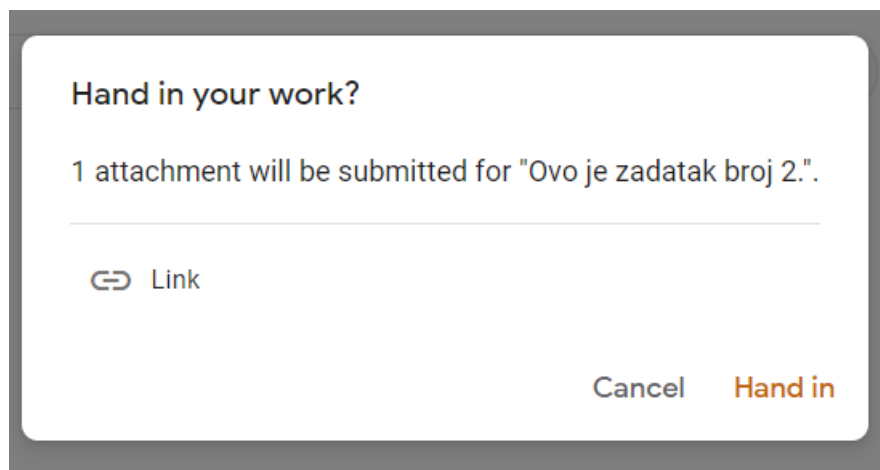 Hand in your work?
1 attachment will be submitted for "Ovo je zadatak broj 2.".
Link
Cancel Hand in